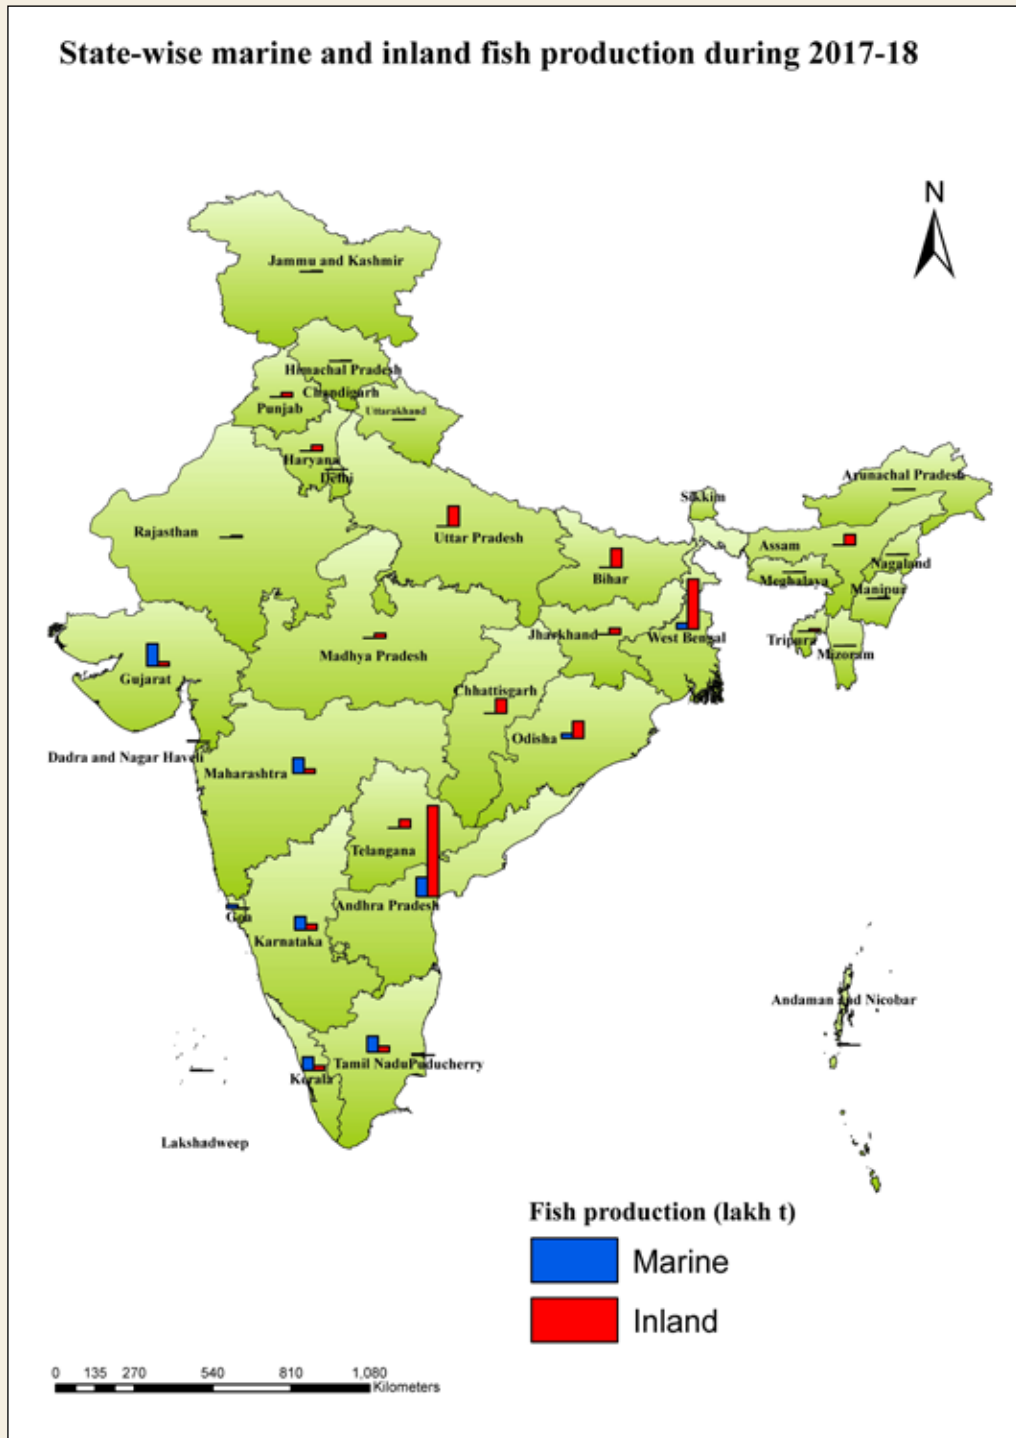 State-wise marine and inland fish production during 2017-18
N
Jammu and Kashmir
Himachal Pradesh
Chandigarh
Punjab
Uttarakhand
Haryana
Delhi
Arunachal Pradesh
Sikkim
Rajasthan
Uttar Pradesh
Assam
Nagaland
Bihar
Meghalaya
Manipur
Jharkhand
West Bengal
Tripura
Mizoram
Madhya Pradesh
Gujarat
Chhattisgarh
Odisha
Dadra and Nagar Haveli
Maharashtra
Telangana
Andhra Pradesh
Goa
Karnataka
Andaman and Nicobar
Tamil Nadu
Puducherry
Kerala
Lakshadweep
Fish production (lakh t)
Marine
Inland
0 135 270 540 810 1,080
Kilometers